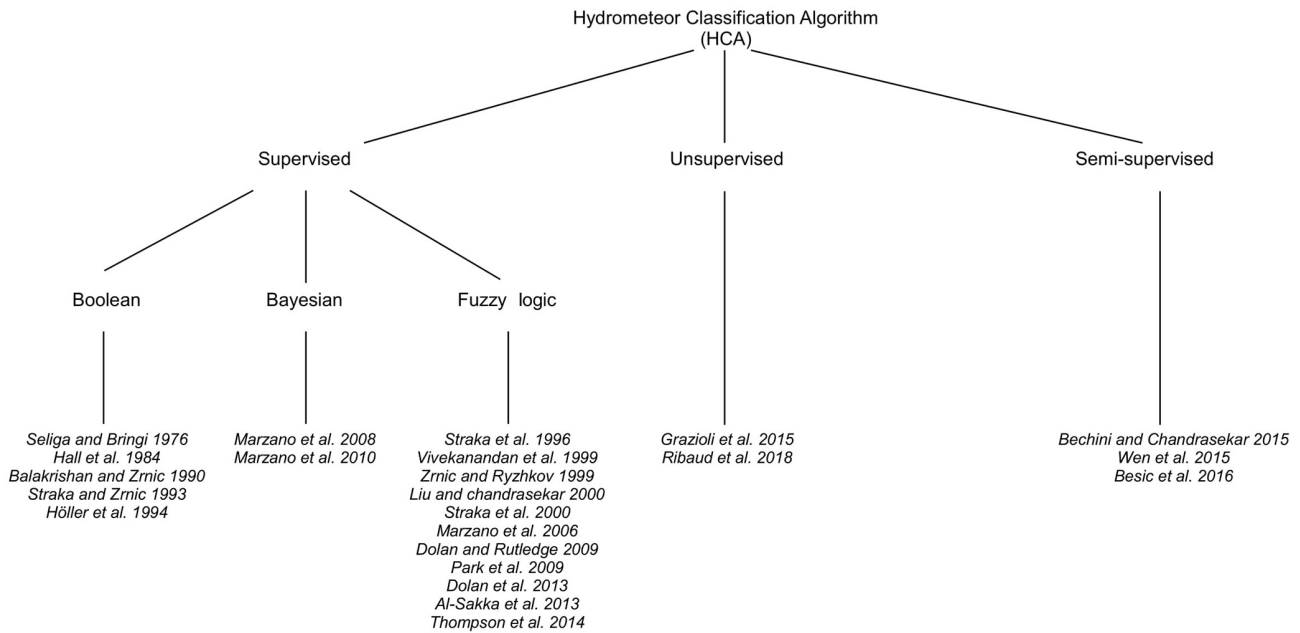 Hydrometeor Classification Algorithm
(HCA)
Supervised
Unsupervised
Semi-supervised
Boolean
Bayesian
Fuzzy logic
Seliga and Bringi 1976
Hall et al. 1984
Balakrishan and Zrnic 1990
Straka and Zrnic 1993
Höller et al. 1994
Marzano et al. 2008
Marzano et al. 2010
Straka et al. 1996
Vivekanandan et al. 1999
Zrnic and Ryzhkov 1999
Liu and chandrasekar 2000
Straka et al. 2000
Marzano et al. 2006
Dolan and Rutledge 2009
Park et al. 2009
Dolan et al. 2013
Al-Sakka et al. 2013
Thompson et al. 2014
Grazioli et al. 2015
Ribaud et al. 2018
Bechini and Chandrasekar 2015
Wen et al. 2015
Besic et al. 2016